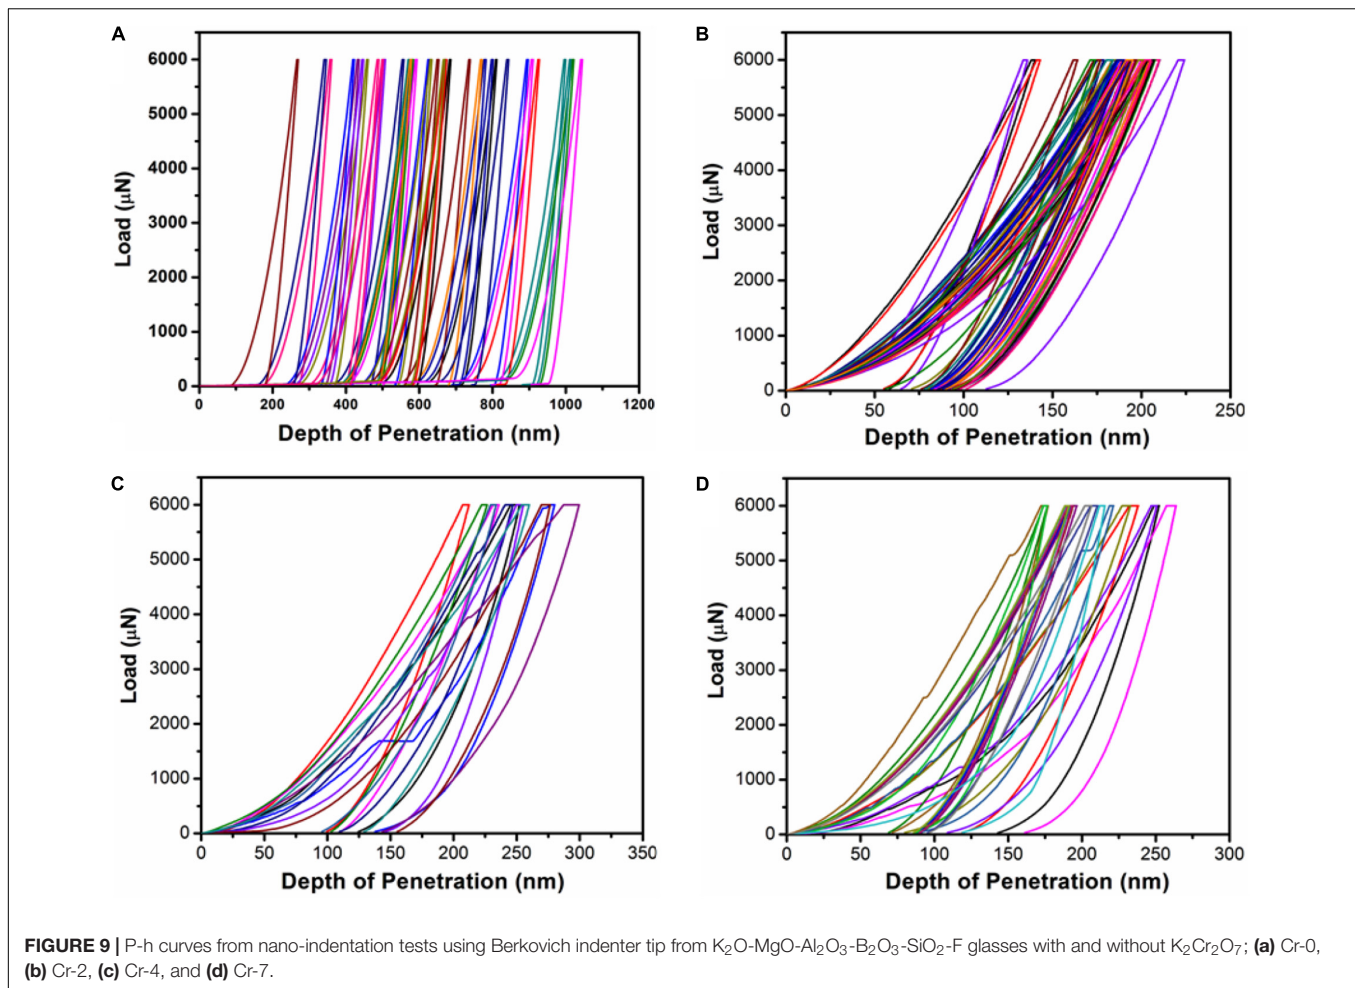 A
Load (μN)
6000
5000
4000
3000
2000
1000
0
0 200 400 600 800 1000 1200
Depth of Penetration (nm)
B
Load (μN)
6000
5000
4000
3000
2000
1000
0
0 50 100 150 200 250
Depth of Penetration (nm)
C
Load (μN)
6000
5000
4000
3000
2000
1000
0
0 50 100 150 200 250 300 350
Depth of Penetration (nm)
D
Load (μN)
6000
5000
4000
3000
2000
1000
0
0 50 100 150 200 250 300
Depth of Penetration (nm)
FIGURE 9 | P-h curves from nano-indentation tests using Berkovich indenter tip from K₂O-MgO-Al₂O₃-B₂O₃-SiO₂-F glasses with and without K₂Cr₂O₇; (a) Cr-0,
(b) Cr-2, (c) Cr-4, and (d) Cr-7.